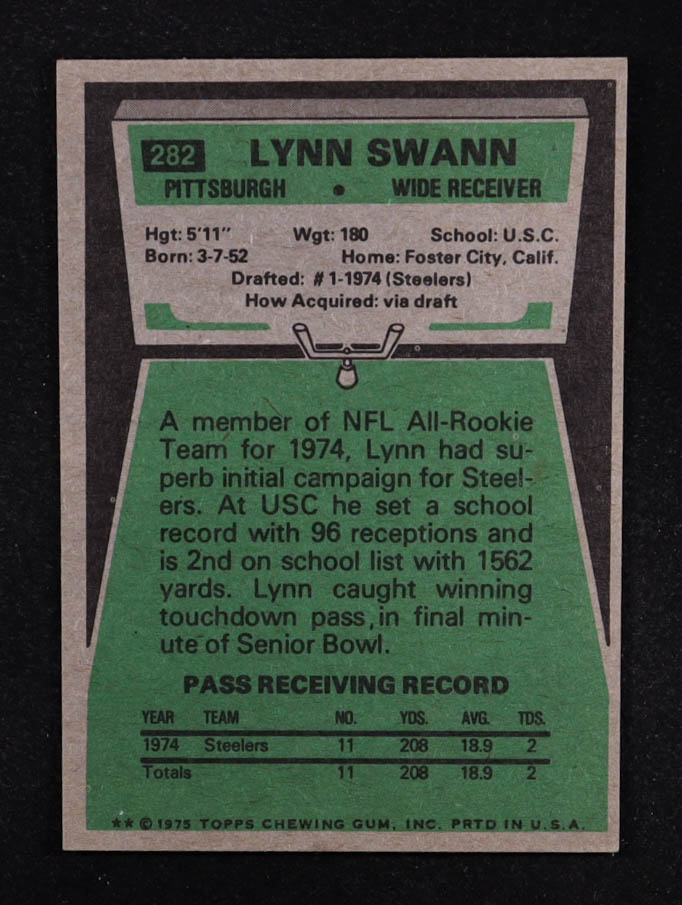 282 LYNN SWANN
PITTSBURGH • WIDE RECEIVER
Hgt: 5'11" Wgt: 180 School: U.S.C.
Born: 3-7-52 Home: Foster City, Calif.
Drafted: #1-1974 (Steelers)
How Acquired: via draft
A member of NFL All-Rookie
Team for 1974, Lynn had su-
perb initial campaign for Steel-
ers. At USC he set a school
record with 96 receptions and
is 2nd on school list with 1562
yards. Lynn caught winning
touchdown pass, in final min-
ute of Senior Bowl.
PASS RECEIVING RECORD
YEAR TEAM NO. YDS. AVG. TDS.
1974 Steelers 11 208 18.9 2
Totals 11 208 18.9 2
** © 1975 TOPPS CHEWING GUM, INC. PRTD IN U.S.A.